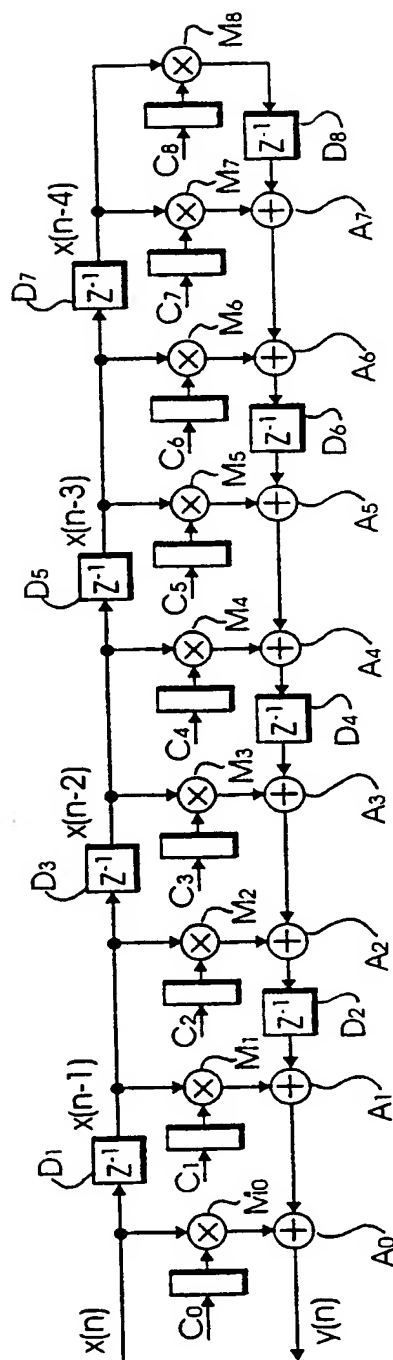 x(n)
D1
Z-1
x(n-1)
D3
Z-1
x(n-2)
D5
Z-1
x(n-3)
D7
Z-1
x(n-4)
C0
M0
C1
M1
C2
M2
C3
M3
C4
M4
C5
M5
C6
M6
C7
M7
C8
M8
y(n)
A0
A1
Z-1
D2
A2
A3
Z-1
D4
A4
A5
Z-1
D6
A6
A7
Z-1
D8